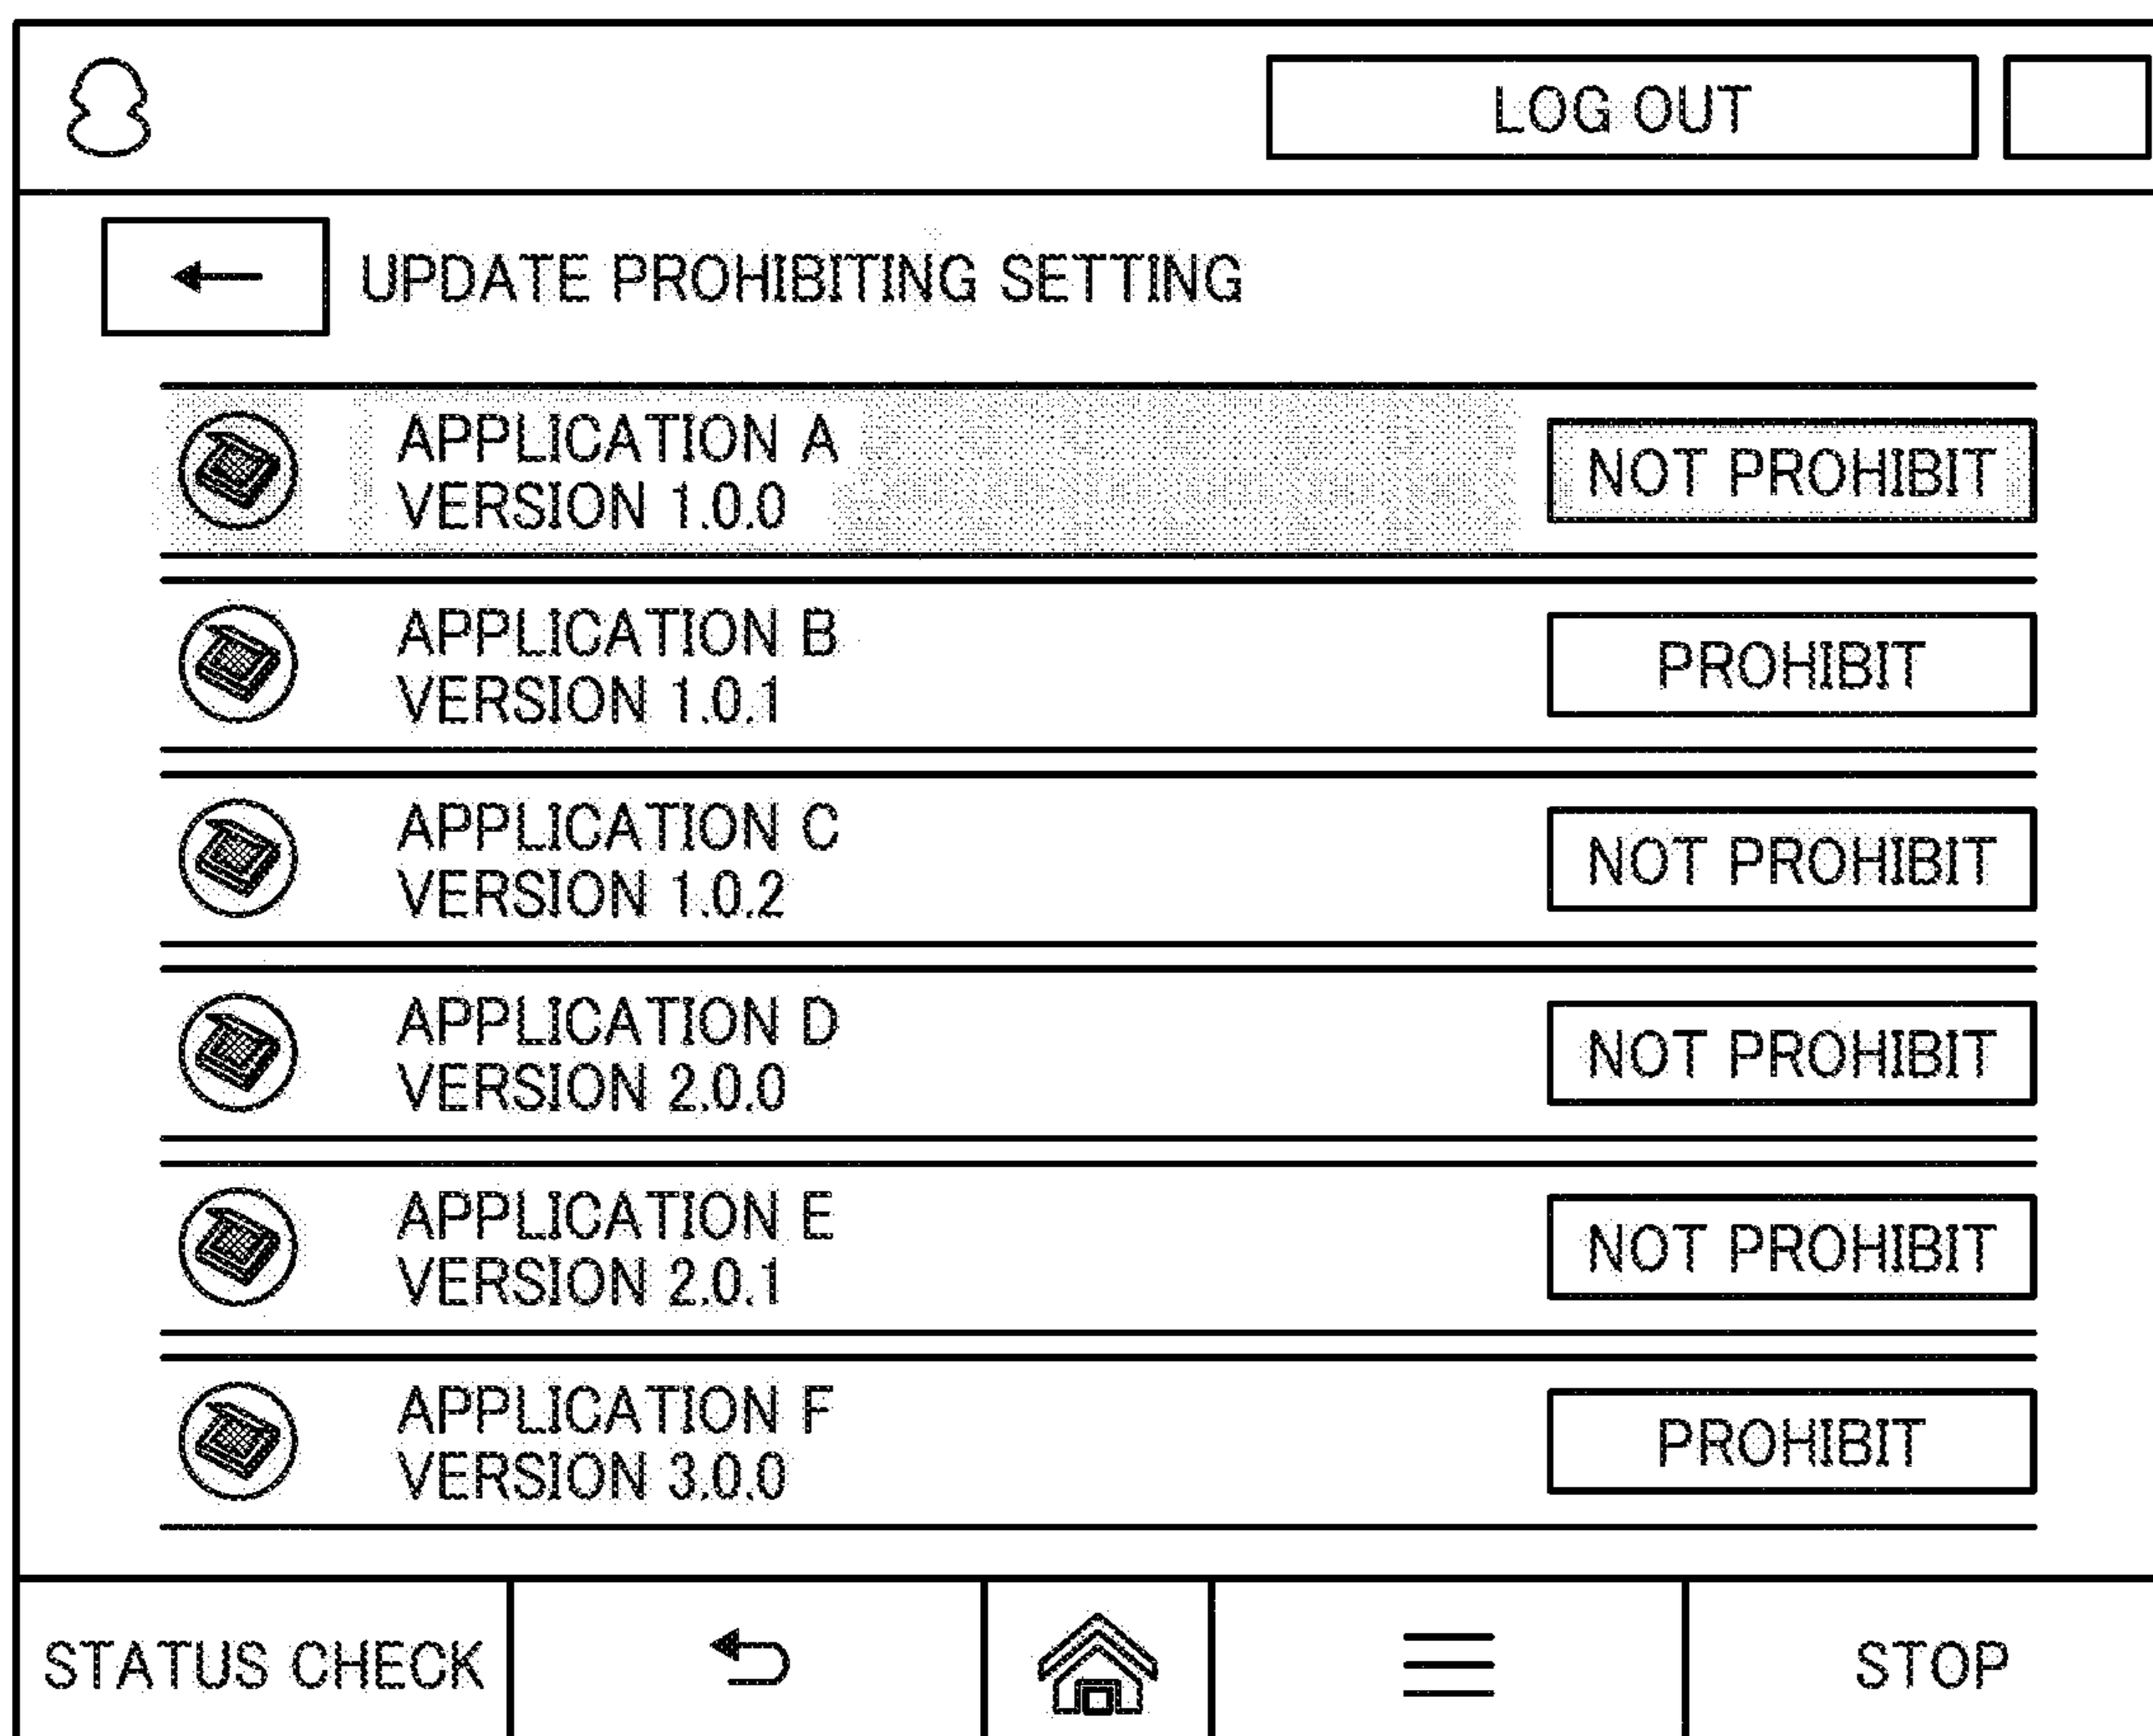 LOG OUT
UPDATE PROHIBITING SETTING
APPLICATION A
VERSION 1.0.0
NOT PROHIBIT
APPLICATION B
VERSION 1.0.1
PROHIBIT
APPLICATION C
VERSION 1.0.2
NOT PROHIBIT
APPLICATION D
VERSION 2.0.0
NOT PROHIBIT
APPLICATION E
VERSION 2.0.1
NOT PROHIBIT
APPLICATION F
VERSION 3.0.0
PROHIBIT
STATUS CHECK
STOP